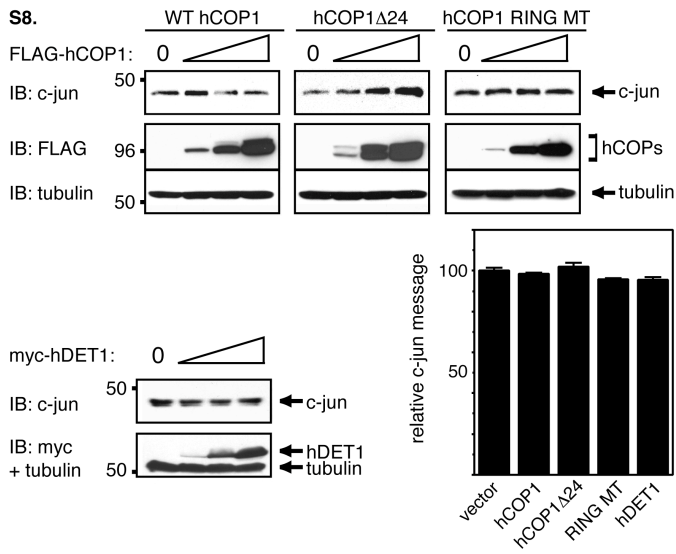 S8.
WT hCOP1 hCOP1Δ24 hCOP1 RING MT
FLAG-hCOP1: 0 0 0
50
IB: c-jun c-jun
IB: FLAG 96 hCOPs
IB: tubulin tubulin
50
relative c-jun message
100
50
vector hCOP1 hCOP1Δ24 RING MT hDET1
myc-hDET1: 0
50
IB: c-jun c-jun
IB: myc hDET1
+ tubulin 50 tubulin